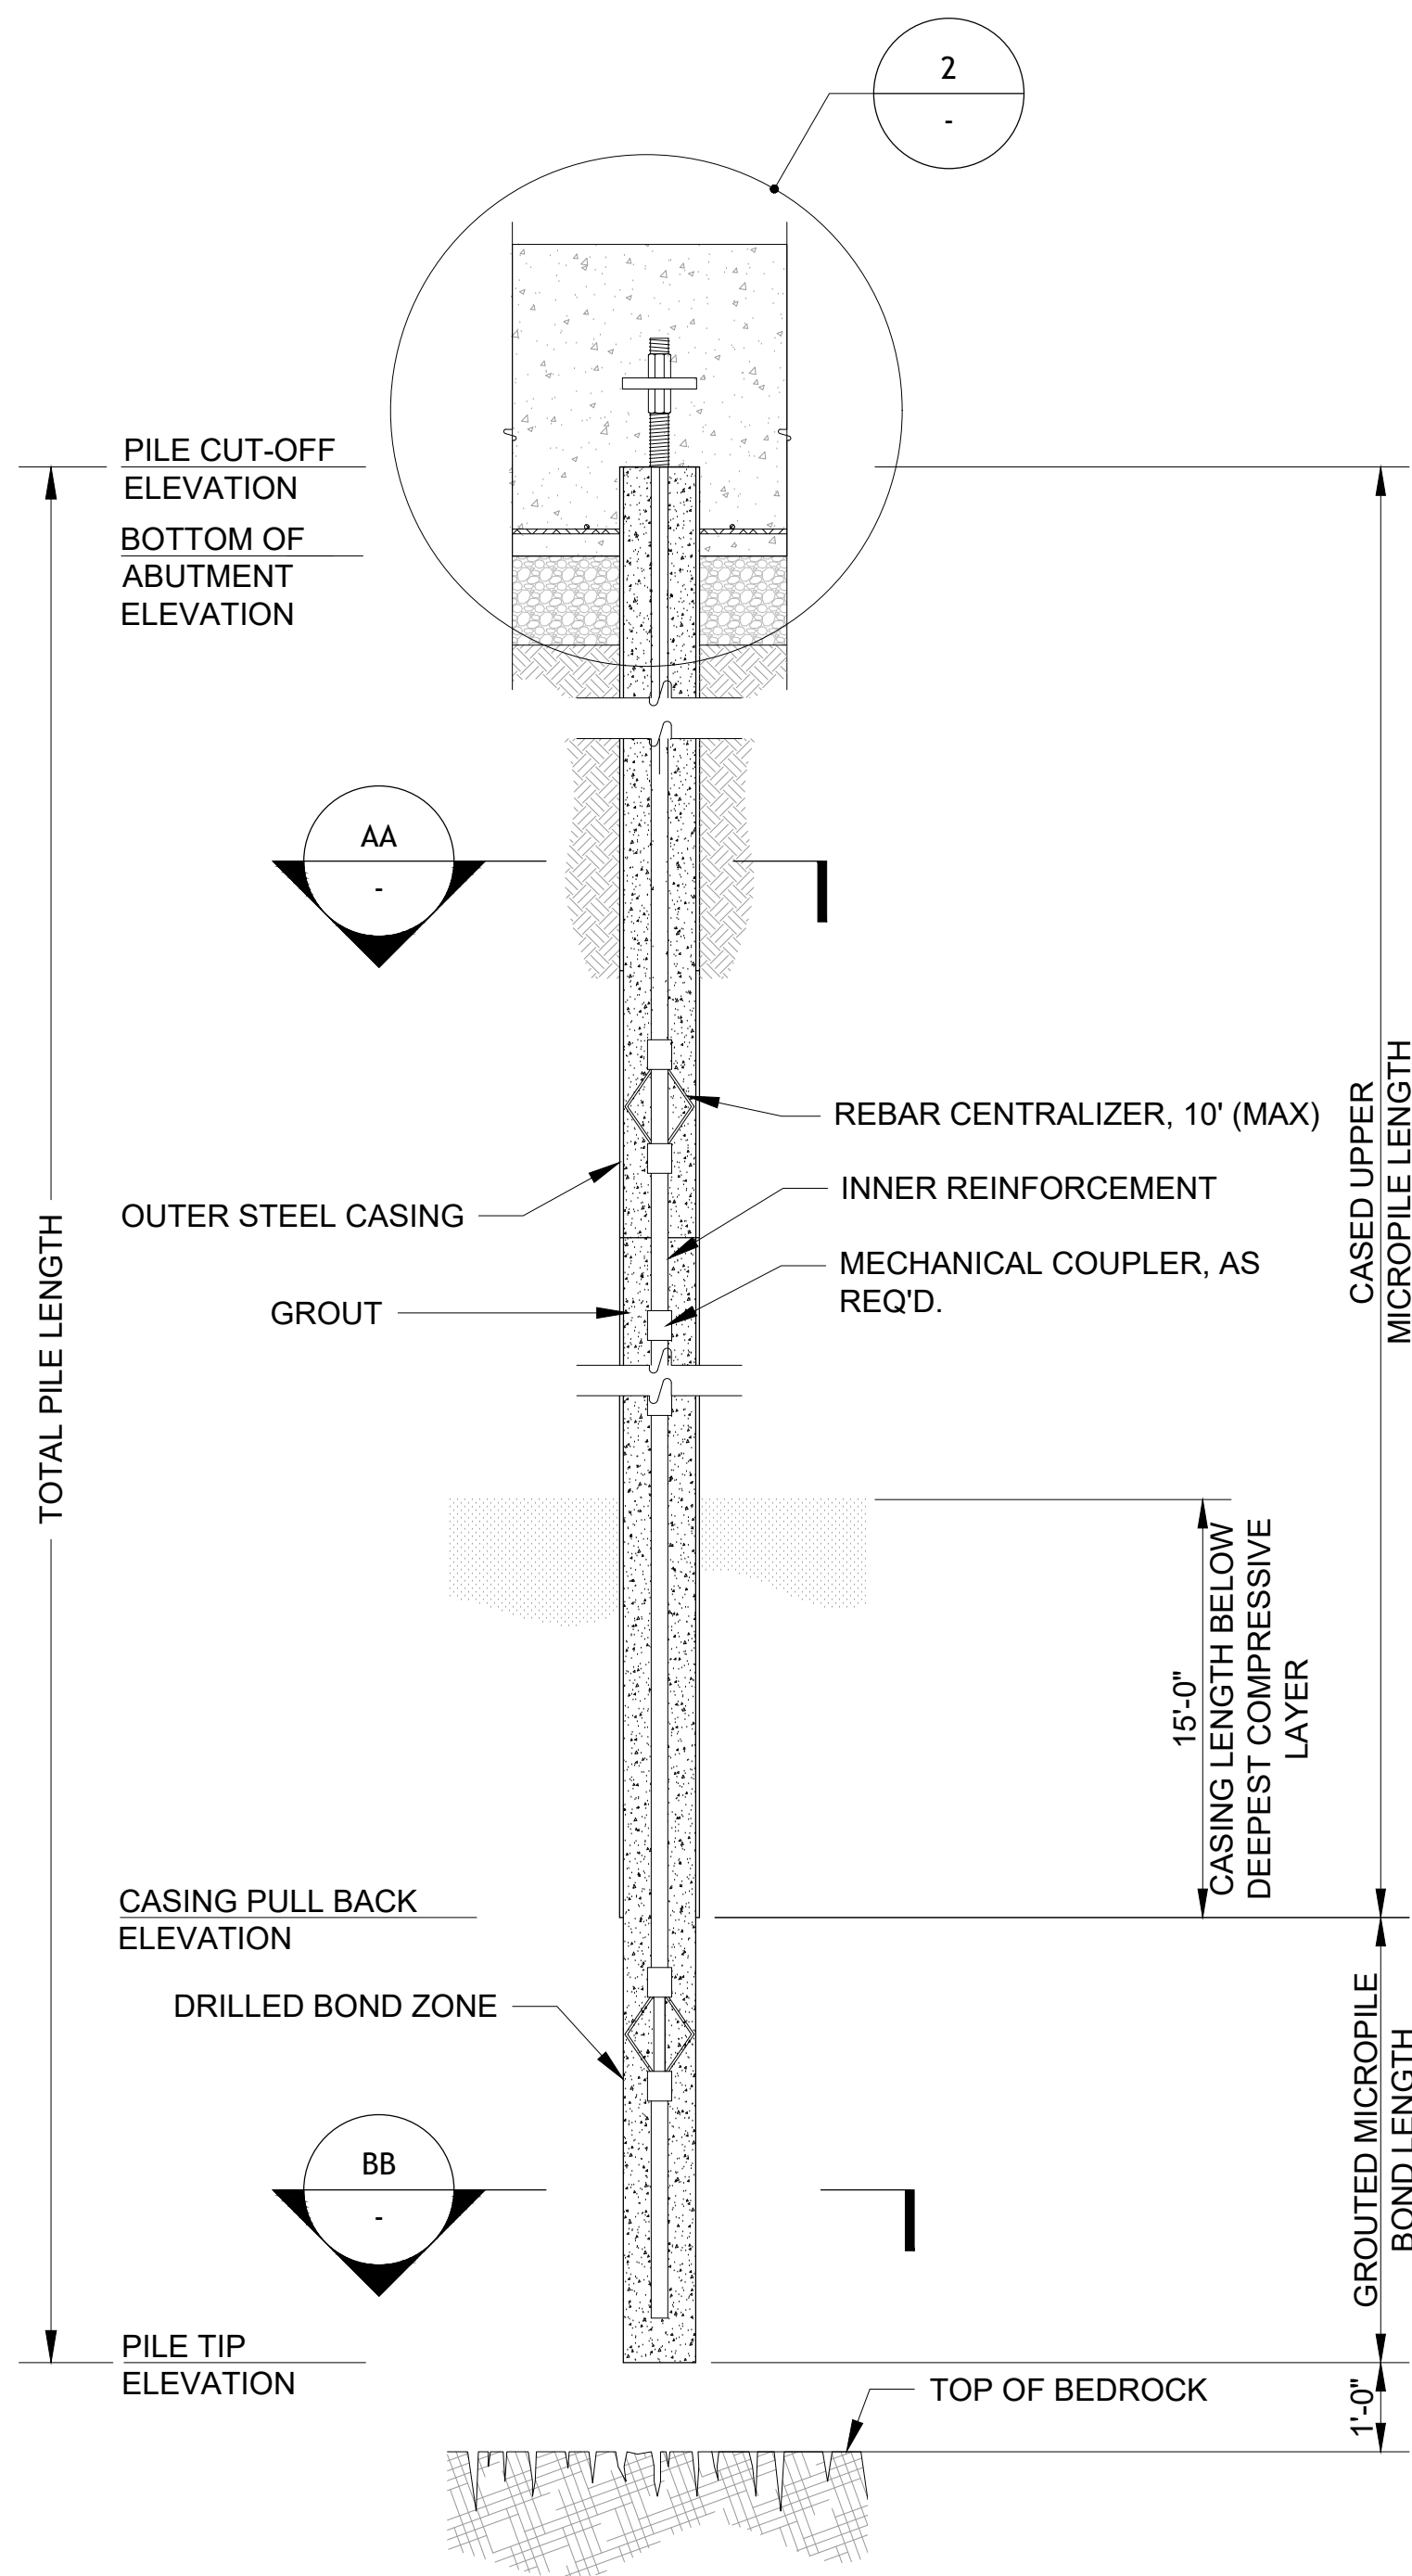 2
-
PILE CUT-OFF
ELEVATION
BOTTOM OF
ABUTMENT
ELEVATION
AA
-
REBAR CENTRALIZER, 10' (MAX)
INNER REINFORCEMENT
OUTER STEEL CASING
MECHANICAL COUPLER, AS
REQ'D.
GROUT
TOTAL PILE LENGTH
CASED UPPER
MICROPILE LENGTH
15'-0"
CASING LENGTH BELOW
DEEPEST COMPRESSIVE
LAYER
CASING PULL BACK
ELEVATION
DRILLED BOND ZONE
GROUTED MICROPILE
BOND LENGTH
BB
-
PILE TIP
ELEVATION
TOP OF BEDROCK
1'-0"